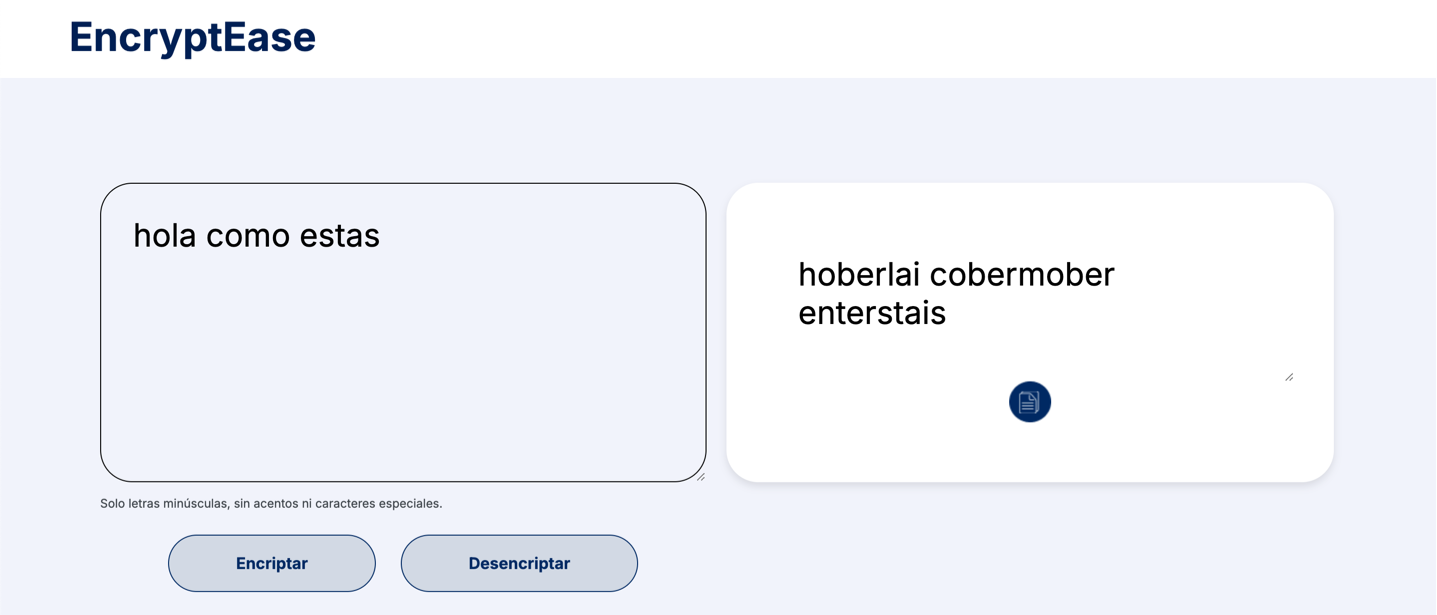 EncryptEase
hola como estas
hoberlai cobermober
enterstais
Solo letras minúsculas, sin acentos ni caracteres especiales.
Encriptar
Desencriptar